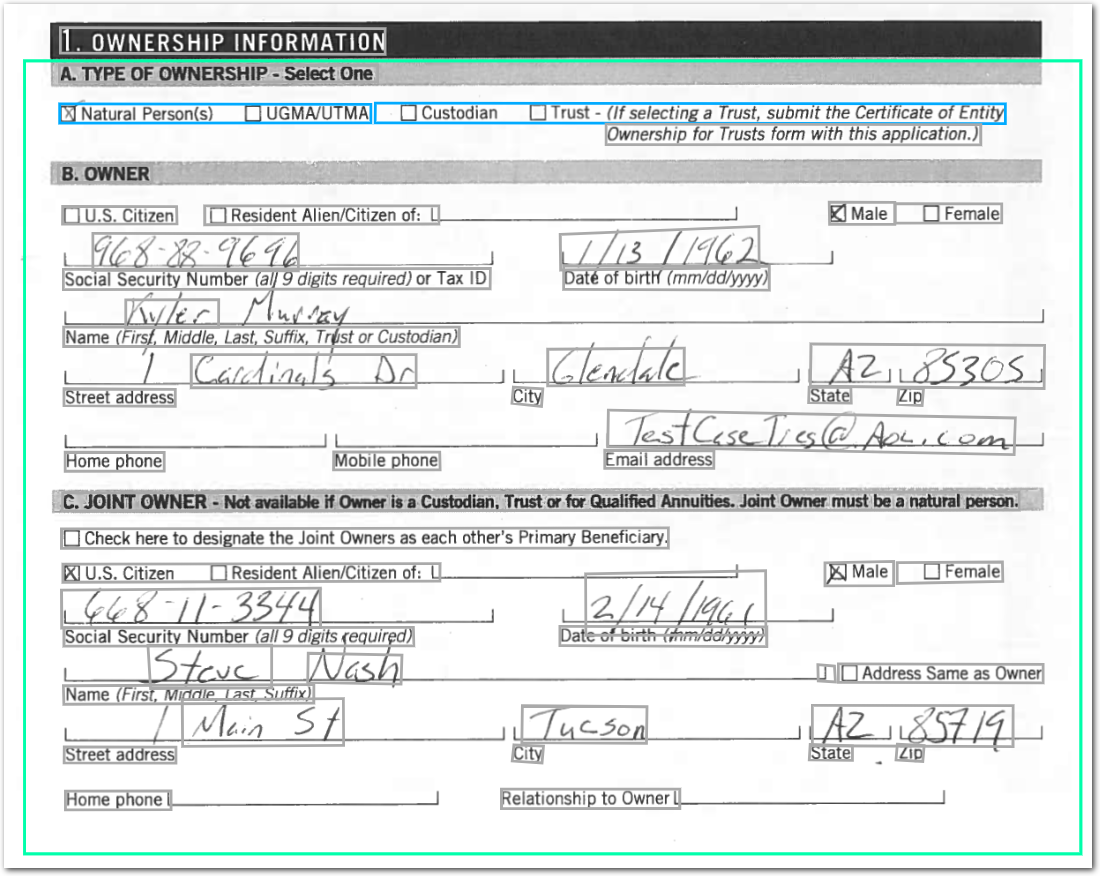 1. OWNERSHIP INFORMATION
A. TYPE OF OWNERSHIP - Select One
☒ Natural Person(s) ☐ UGMA/UTMA ☐ Custodian ☐ Trust - (If selecting a Trust, submit the Certificate of Entity
Ownership for Trusts form with this application.)
B. OWNER
☐ U.S. Citizen ☐ Resident Alien/Citizen of: ☒ Male ☐ Female
968-88-9696 1/13/1962
Social Security Number (all 9 digits required) or Tax ID Date of birth (mm/dd/yyyy)
Kyler Murray
Name (First, Middle, Last, Suffix, Trust or Custodian)
1 Cardinals Dr Glendale AZ 85305
Street address City State Zip
TestCaseTies@AOL.com
Home phone Mobile phone Email address
C. JOINT OWNER - Not available if Owner is a Custodian, Trust or for Qualified Annuities. Joint Owner must be a natural person.
☐ Check here to designate the Joint Owners as each other's Primary Beneficiary.
☒ U.S. Citizen ☐ Resident Alien/Citizen of: ☒ Male ☐ Female
668-11-3344 2/14/1961
Social Security Number (all 9 digits required) Date of birth (mm/dd/yyyy)
Steve Nash ☐ Address Same as Owner
Name (First, Middle, Last, Suffix)
1 Main St Tucson AZ 85719
Street address City State Zip
Home phone Relationship to Owner